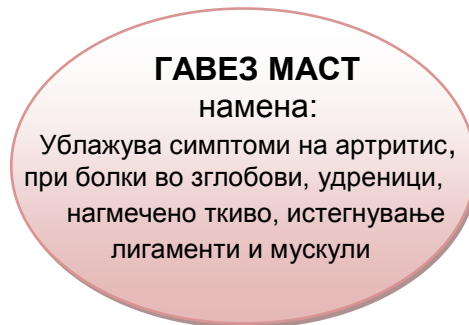 ГАВЕЗ МАСТ
намена:
Ублажува симптоми на артритис,
при болки во зглобови, удреници,
нагмечено ткиво, истегнување
лигаменти и мускули